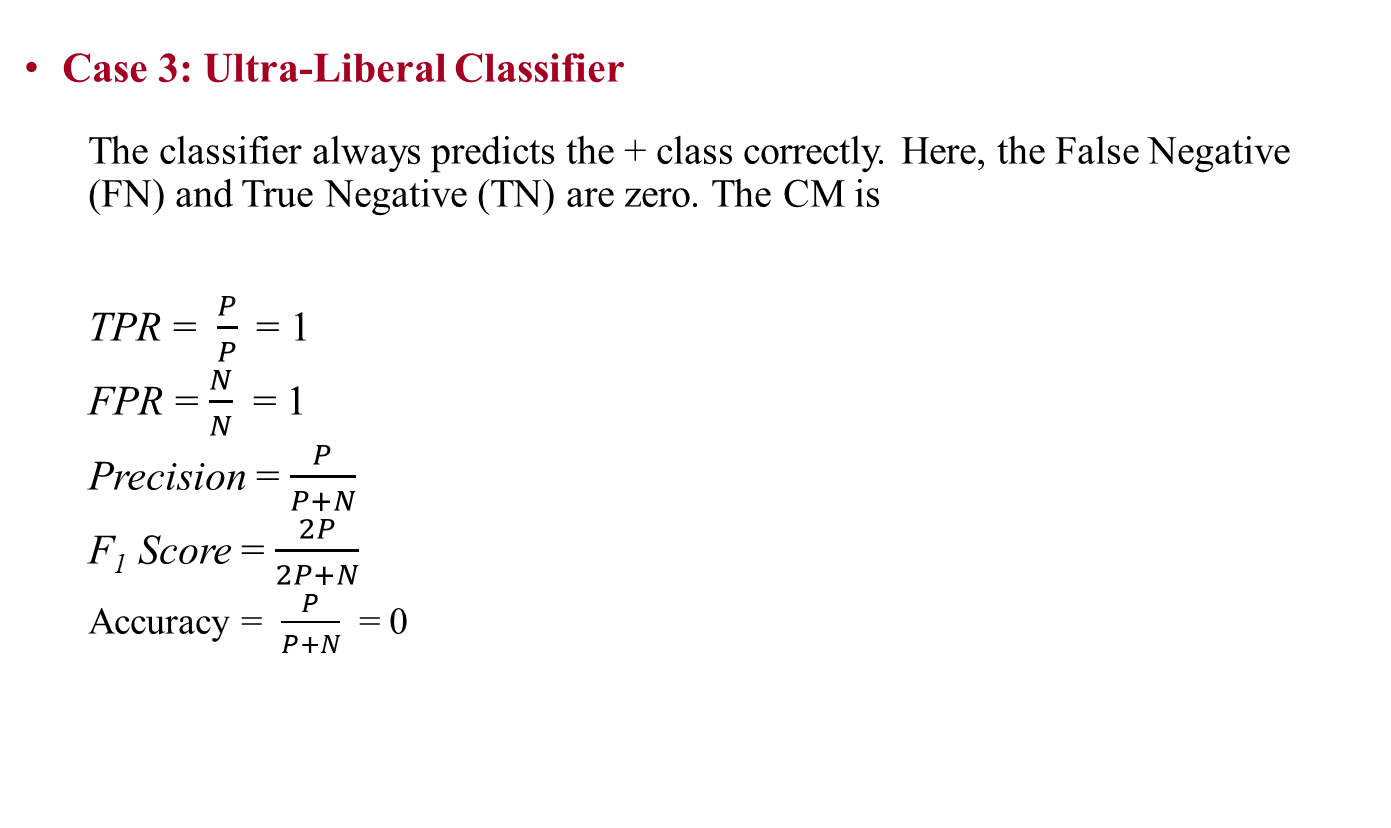 • Case 3: Ultra-Liberal Classifier
The classifier always predicts the + class correctly. Here, the False Negative
(FN) and True Negative (TN) are zero. The CM is
TPR = P/P = 1
FPR = N/N = 1
Precision = P/P+N
F₁ Score = 2P/2P+N
Accuracy = P/P+N = 0